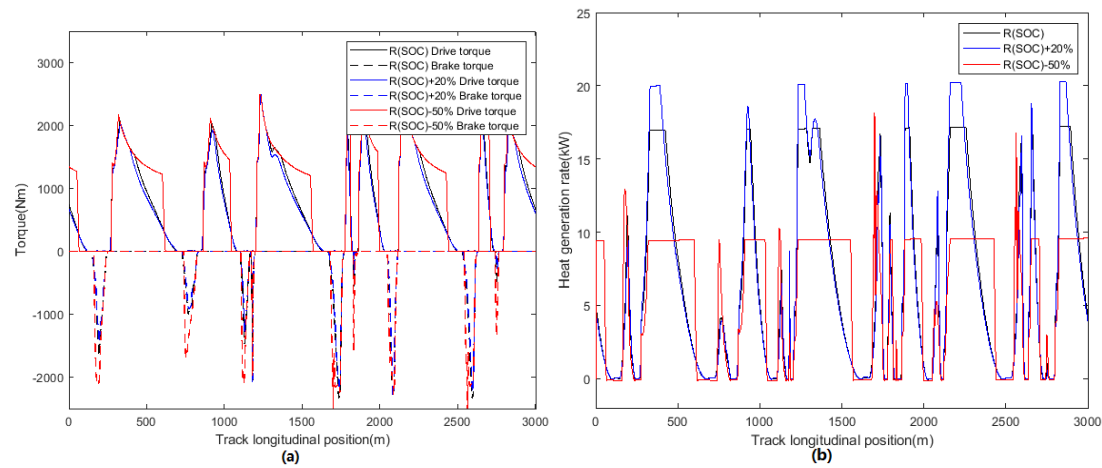 3500
3000
2000
1000
0
-1000
-2000
Torque(Nm)
R(SOC) Drive torque
R(SOC) Brake torque
R(SOC)+20% Drive torque
R(SOC)+20% Brake torque
R(SOC)-50% Drive torque
R(SOC)-50% Brake torque
0 500 1000 1500 2000 2500 3000
Track longitudinal position(m)
(a)
25
20
15
10
5
0
Heat generation rate(kW)
R(SOC)
R(SOC)+20%
R(SOC)-50%
0 500 1000 1500 2000 2500 3000
Track longitudinal position(m)
(b)